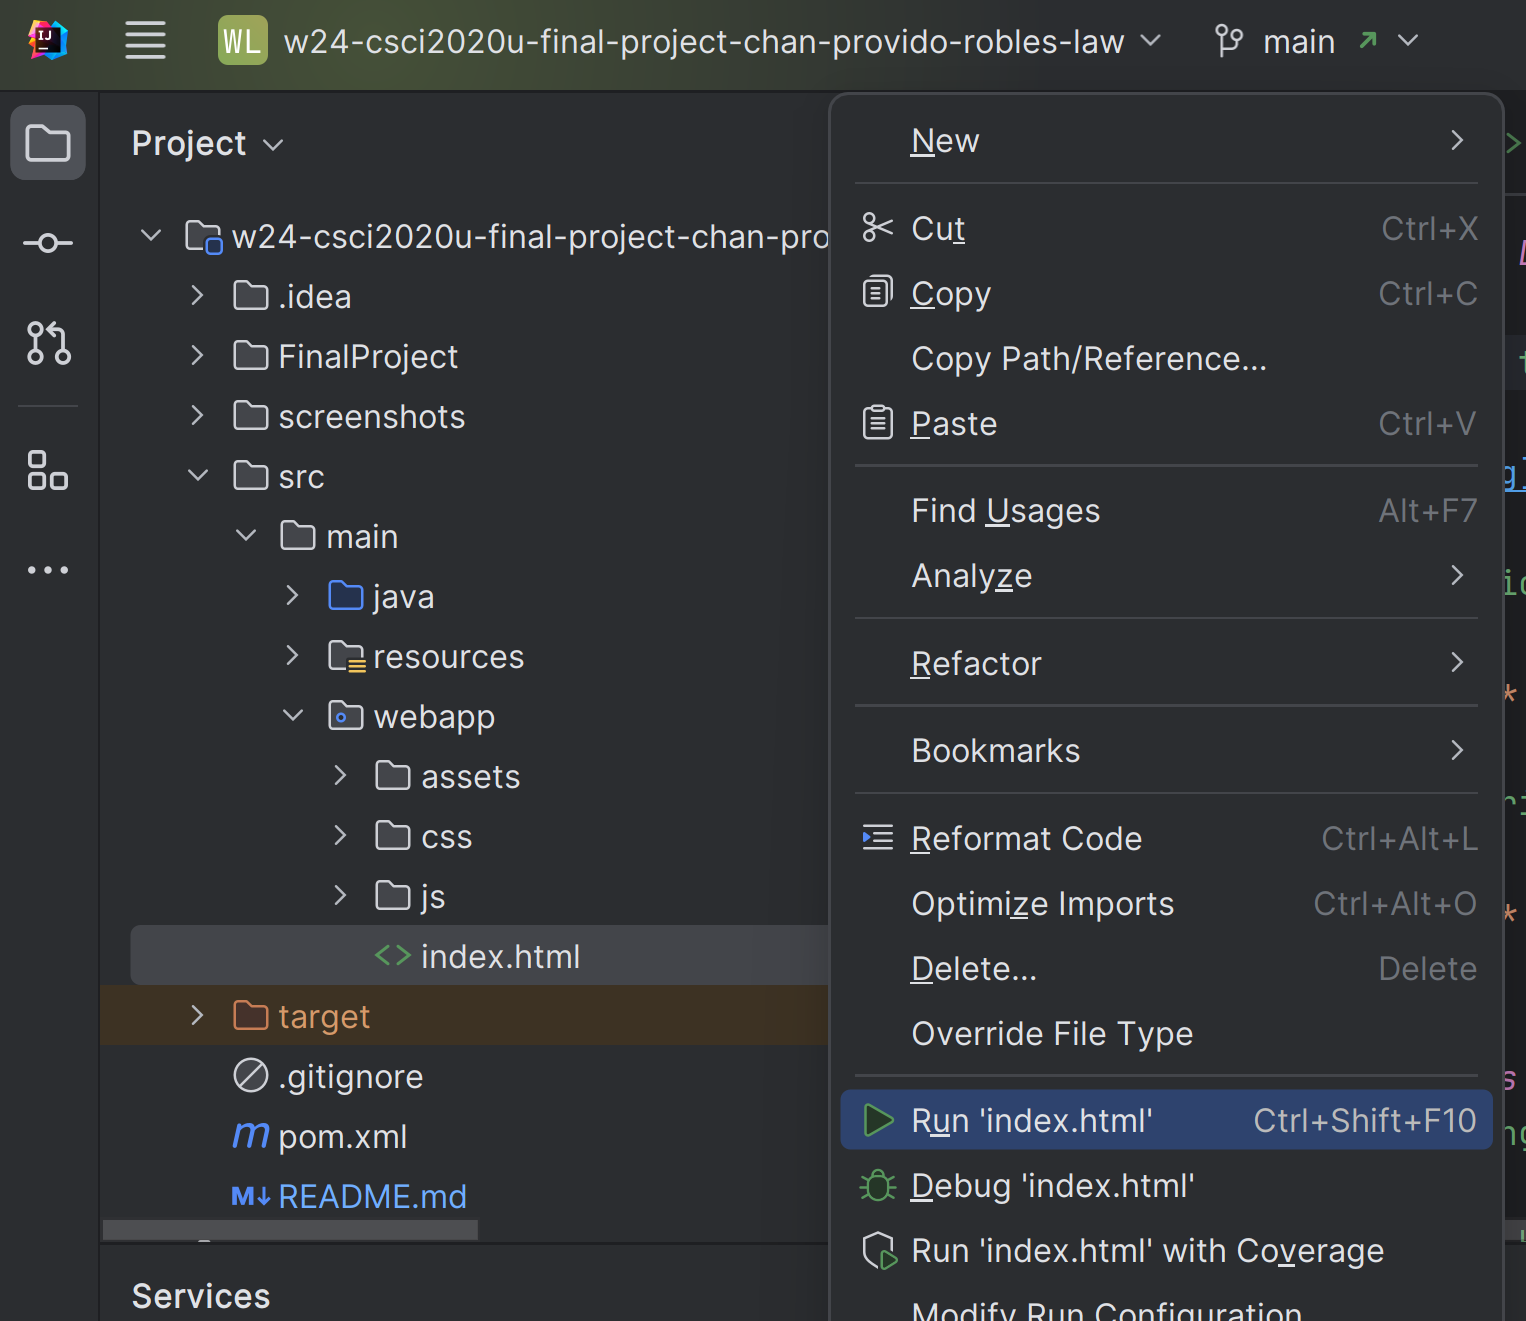 IJ
WL w24-csci2020u-final-project-chan-provido-robles-law main
Project
w24-csci2020u-final-project-chan-pro
.idea
FinalProject
screenshots
src
main
java
resources
webapp
assets
css
js
index.html
target
.gitignore
m pom.xml
M↓ README.md
Services
New
Cut Ctrl+X
Copy Ctrl+C
Copy Path/Reference...
Paste Ctrl+V
Find Usages Alt+F7
Analyze
Refactor
Bookmarks
Reformat Code Ctrl+Alt+L
Optimize Imports Ctrl+Alt+O
Delete... Delete
Override File Type
Run 'index.html' Ctrl+Shift+F10
Debug 'index.html'
Run 'index.html' with Coverage
Modify Run Configuration